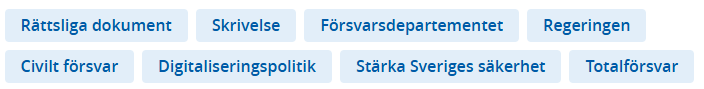 Rättsliga dokument Skrivelse Försvarsdepartementet Regeringen
Civilt försvar Digitaliseringspolitik Stärka Sveriges säkerhet Totalförsvar